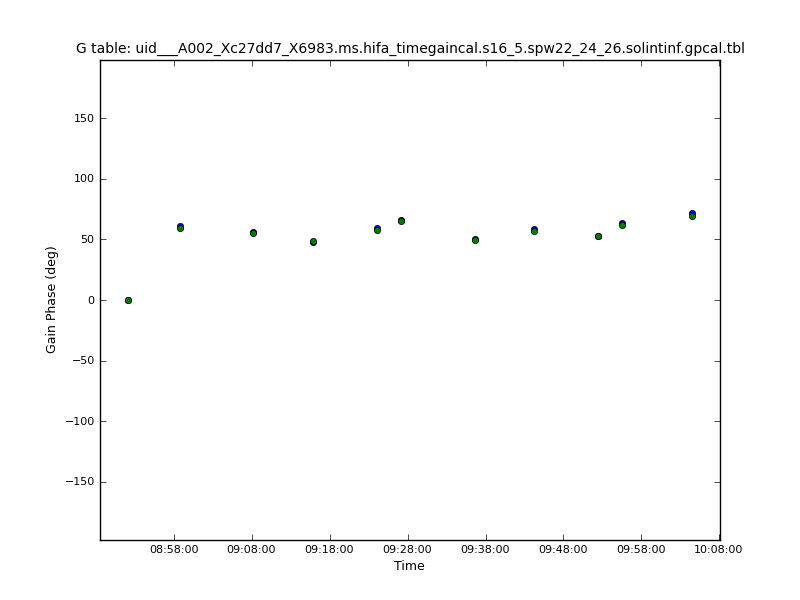 G table: uid___A002_Xc27dd7_X6983.ms.hifa_timegaincal.s16_5.spw22_24_26.solintinf.gpcal.tbl
150
100
50
0
−50
−100
−150
Gain Phase (deg)
08:58:00 09:08:00 09:18:00 09:28:00 09:38:00 09:48:00 09:58:00 10:08:00
Time